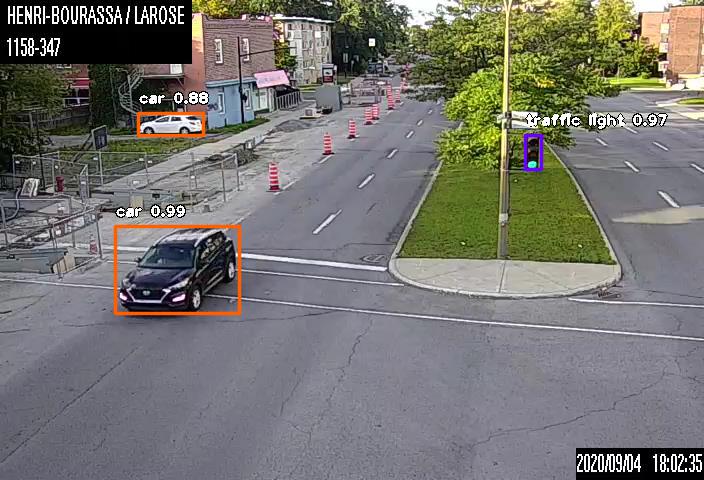 HENRI-BOURASSA / LAROSE
1158-347
car 0.88
traffic light 0.97
car 0.99
2020/09/04 18:02:35